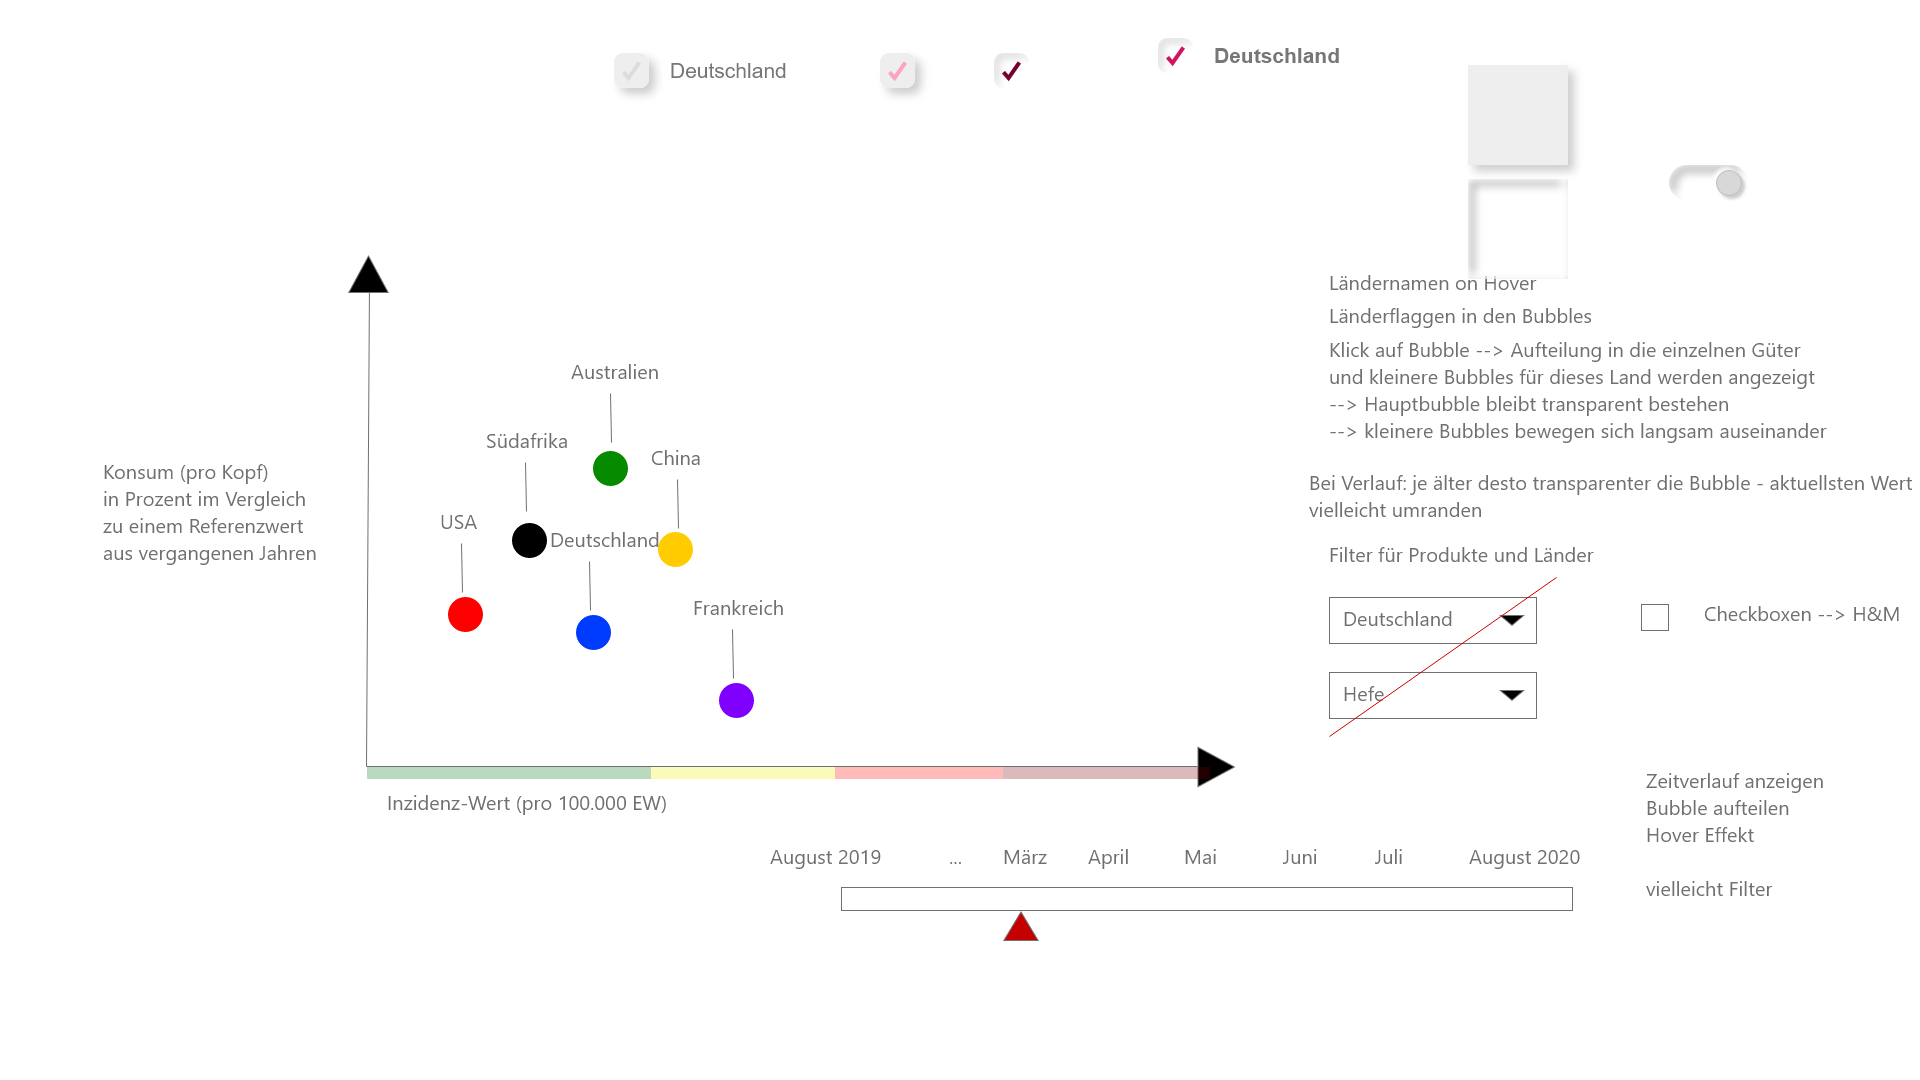 Deutschland
Deutschland
Ländernamen on Hover
Länderflaggen in den Bubbles
Klick auf Bubble --> Aufteilung in die einzelnen Güter
und kleinere Bubbles für dieses Land werden angezeigt
--> Hauptbubble bleibt transparent bestehen
--> kleinere Bubbles bewegen sich langsam auseinander
Bei Verlauf: je älter desto transparenter die Bubble - aktuellsten Wert
vielleicht umranden
Filter für Produkte und Länder
Deutschland
Hefe
Checkboxen --> H&M
Konsum (pro Kopf)
in Prozent im Vergleich
zu einem Referenzwert
aus vergangenen Jahren
Australien
Südafrika
China
USA
Deutschland
Frankreich
Inzidenz-Wert (pro 100.000 EW)
Zeitverlauf anzeigen
Bubble aufteilen
Hover Effekt
vielleicht Filter
August 2019
...
März
April
Mai
Juni
Juli
August 2020